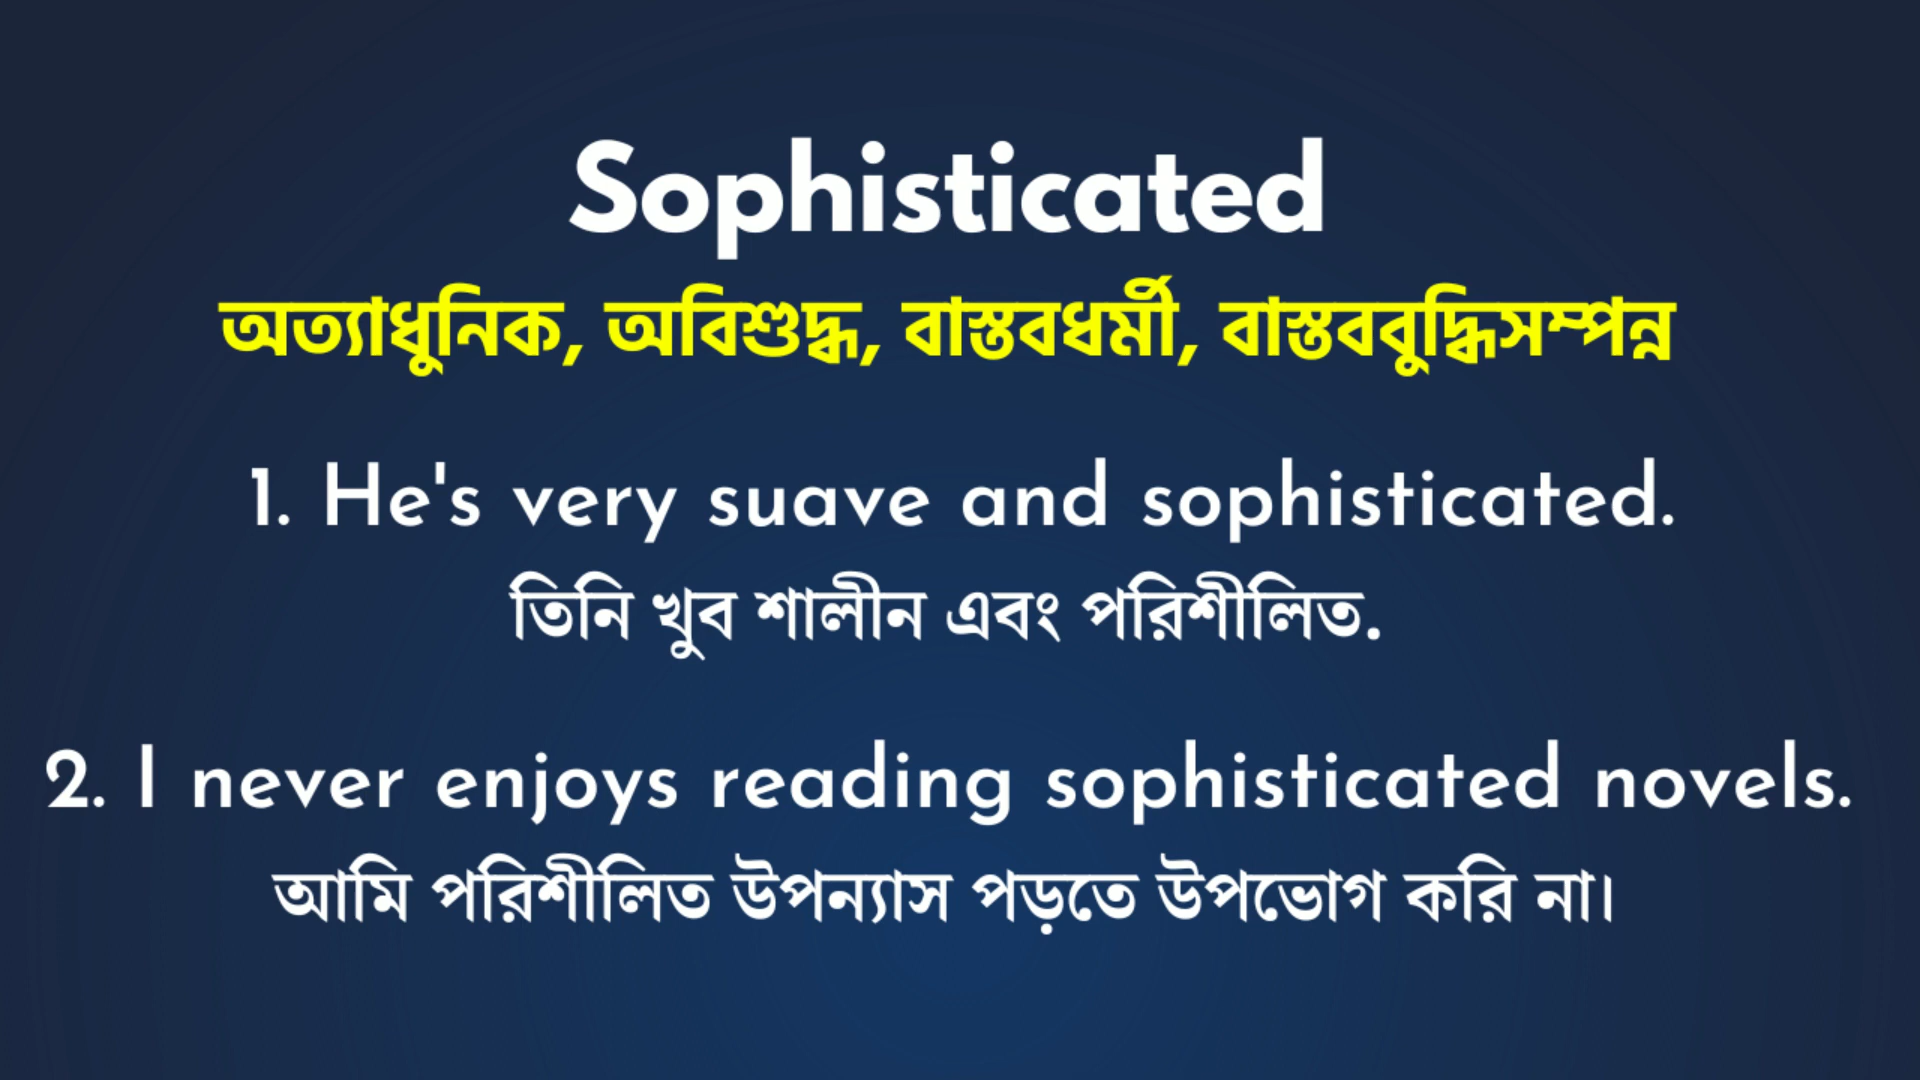 Sophisticated
অত্যাধুনিক, অবিশুদ্ধ, বাস্তবধর্মী, বাস্তববুদ্ধিসম্পন্ন
1. He's very suave and sophisticated.
তিনি খুব শালীন এবং পরিশীলিত.
2. I never enjoys reading sophisticated novels.
আমি পরিশীলিত উপন্যাস পড়তে উপভোগ করি না।